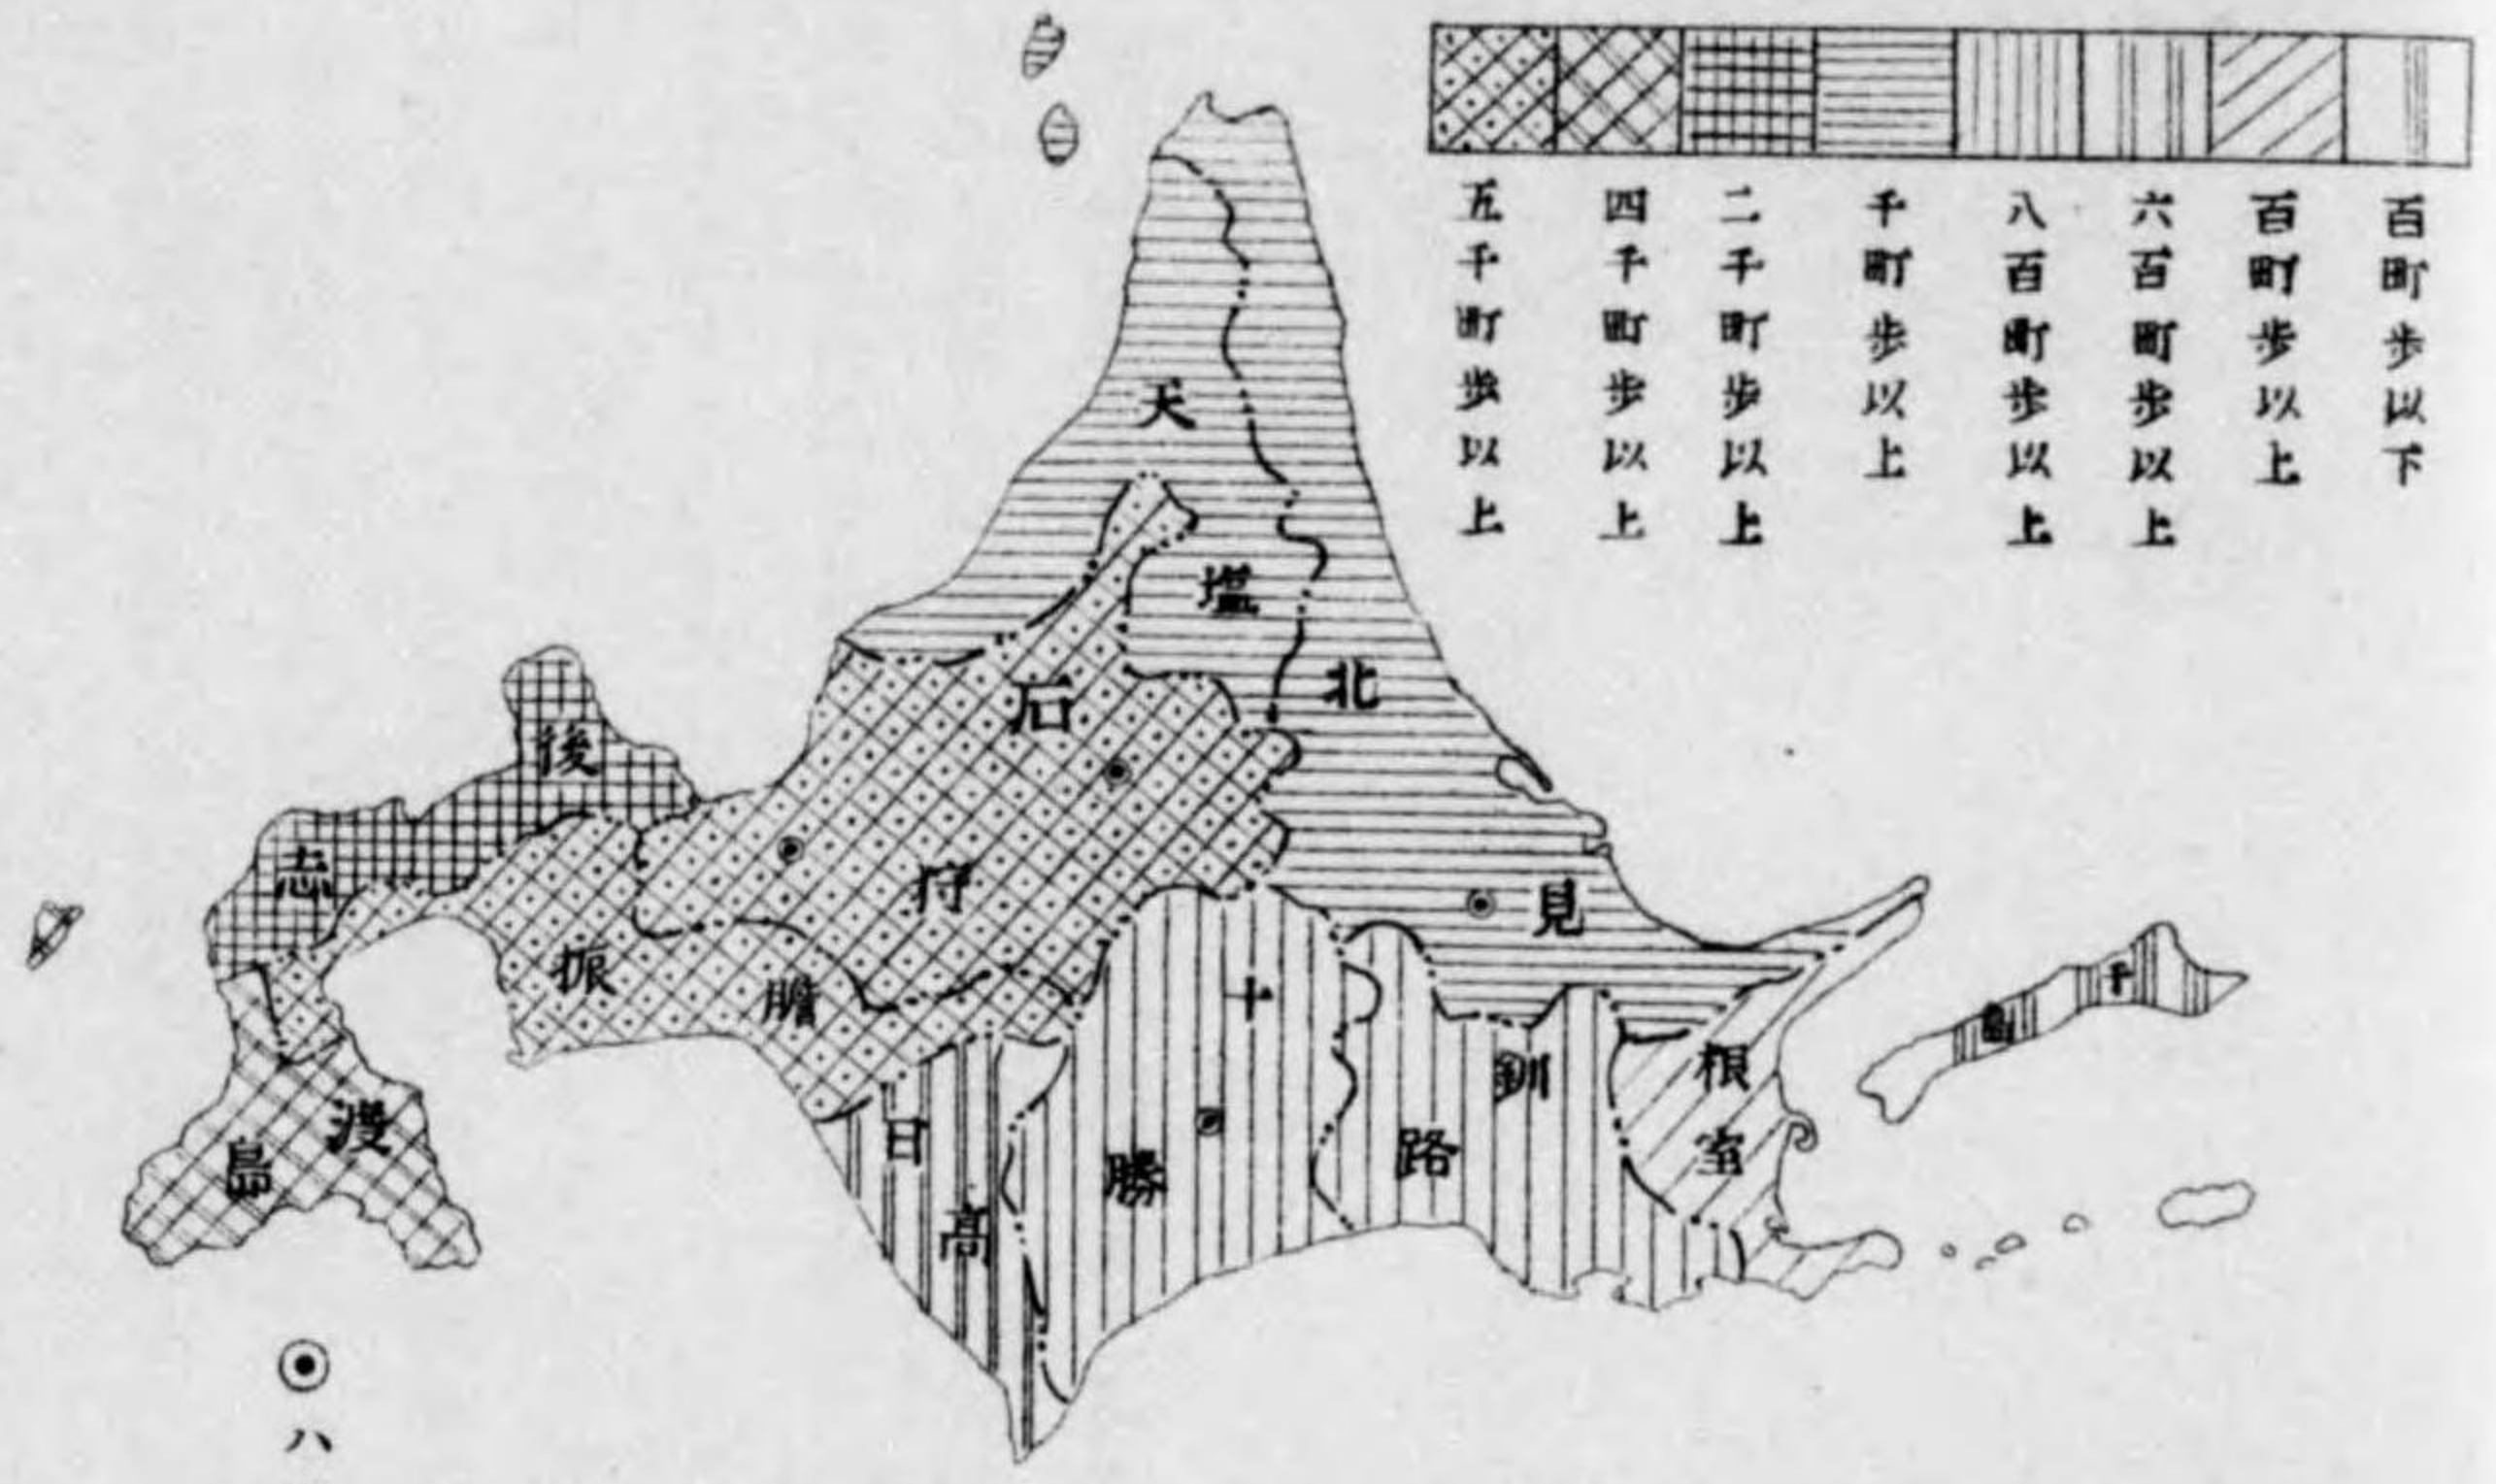 五千町歩以上
四千町歩以上
二千町歩以上
千町歩以上
八百町歩以上
六百町歩以上
百町歩以上
百町歩以下
天塩
北見
石狩
後志
胆振
渡島
日高
十勝
釧路
根室
千島
ハ